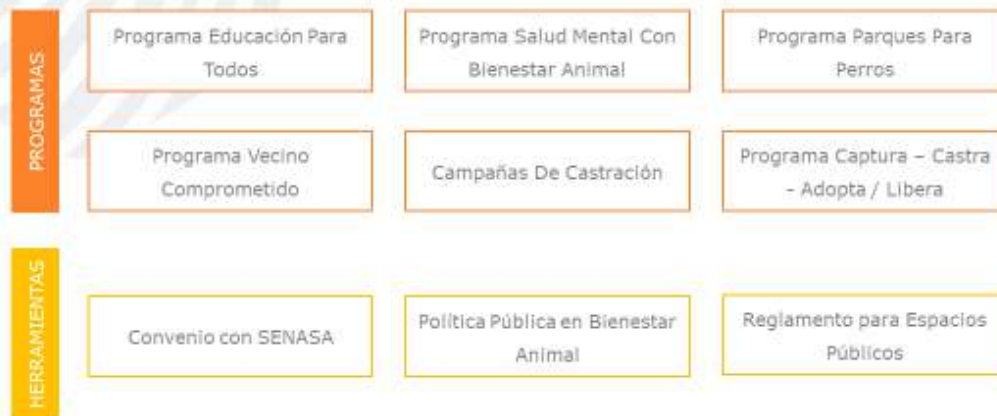 PROGRAMAS
Programa Educación Para
Todos
Programa Salud Mental Con
Bienestar Animal
Programa Parques Para
Perros
Programa Vecino
Comprometido
Campañas De Castración
Programa Captura – Castra
- Adopta / Libera
HERRAMIENTAS
Convenio con SENASA
Política Pública en Bienestar
Animal
Reglamento para Espacios
Públicos